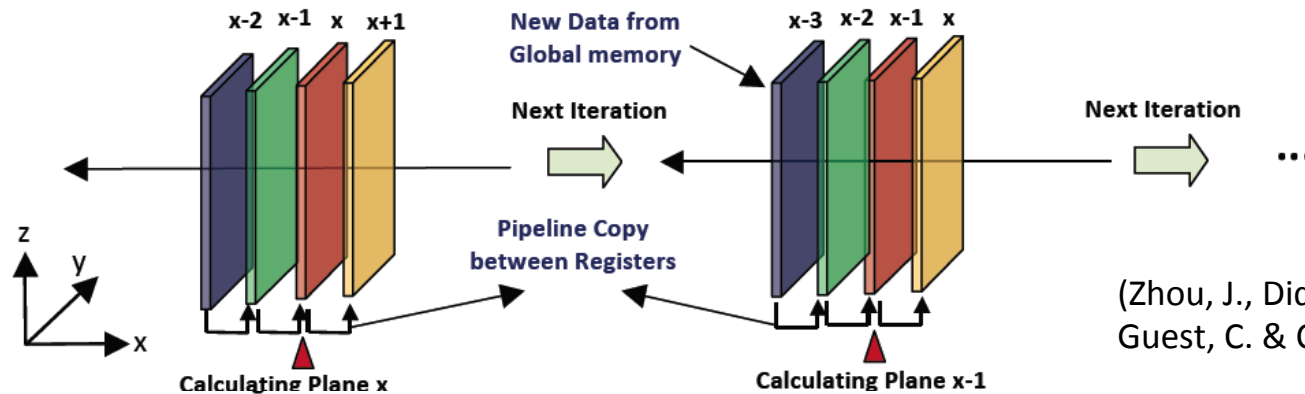 x-2 x-1 x x+1
New Data from
Global memory
x-3 x-2 x-1 x
Next Iteration
Next Iteration
...
Pipeline Copy
between Registers
z
y
x
(Zhou, J.,
Guest, C. &
Calculating Plane x
Calculating Plane x-1